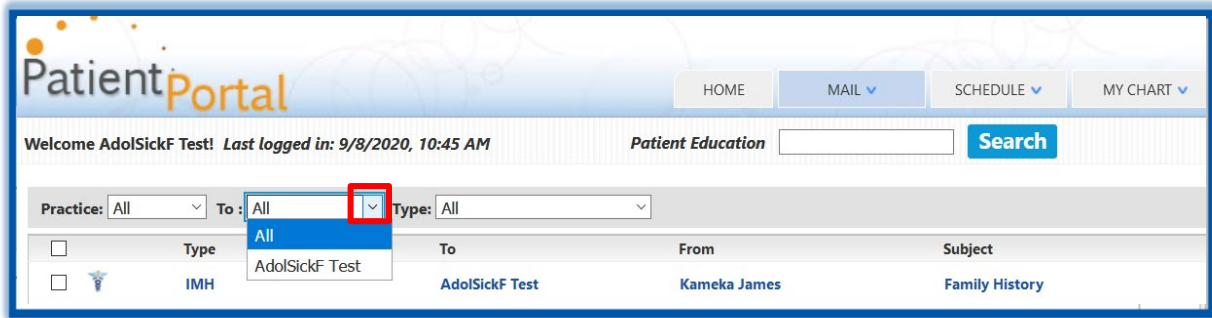 PatientPortal
HOME MAIL SCHEDULE MY CHART
Welcome AdolSickF Test! Last logged in: 9/8/2020, 10:45 AM Patient Education Search
Practice: All To : All Type: All
All
AdolSickF Test
Type To From Subject
IMH AdolSickF Test Kameka James Family History